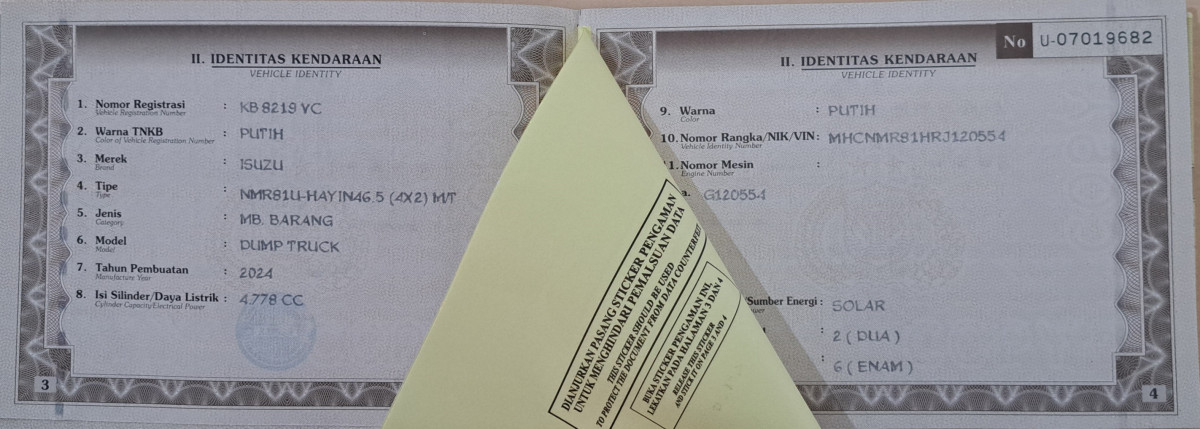 II. IDENTITAS KENDARAAN
VEHICLE IDENTITY
1. Nomor Registrasi : KB 8219 VC
Vehicle Registration Number
2. Warna TNKB : PUTIH
Color of Vehicle Registration Number
3. Merek : ISUZU
Brand
4. Tipe : NMR81U-HAYIN46.5 (4X2) M/T
Type
5. Jenis : MB. BARANG
Category
6. Model : DUMP TRUCK
Model
7. Tahun Pembuatan : 2024
Manufacture Year
8. Isi Silinder/Daya Listrik : 4.778 CC
Cylinder Capacity/Electrical Power
3
No U-07019682
II. IDENTITAS KENDARAAN
VEHICLE IDENTITY
9. Warna : PUTIH
Color
10. Nomor Rangka/NIK/VIN : MHCNMR81HRJ120554
Vehicle Identity Number
1. Nomor Mesin :
Engine Number
a. G120554
/Sumber Energi : SOLAR
: 2 ( DUA )
: 6 ( ENAM )
4
DIANJURKAN PASANG STICKER PENGAMAN
UNTUK MENGHINDARI PEMALSUAN DATA
THIS STICKER SHOULD BE USED
TO PROTECT THE DOCUMENT FROM DATA COUNTERFEIT
BUKA STICKER PENGAMAN INI,
LEKATKAN PADA HALAMAN 3 DAN 4
RELEASE THIS STICKER
AND STICK IT ON PAGE 3 AND 4